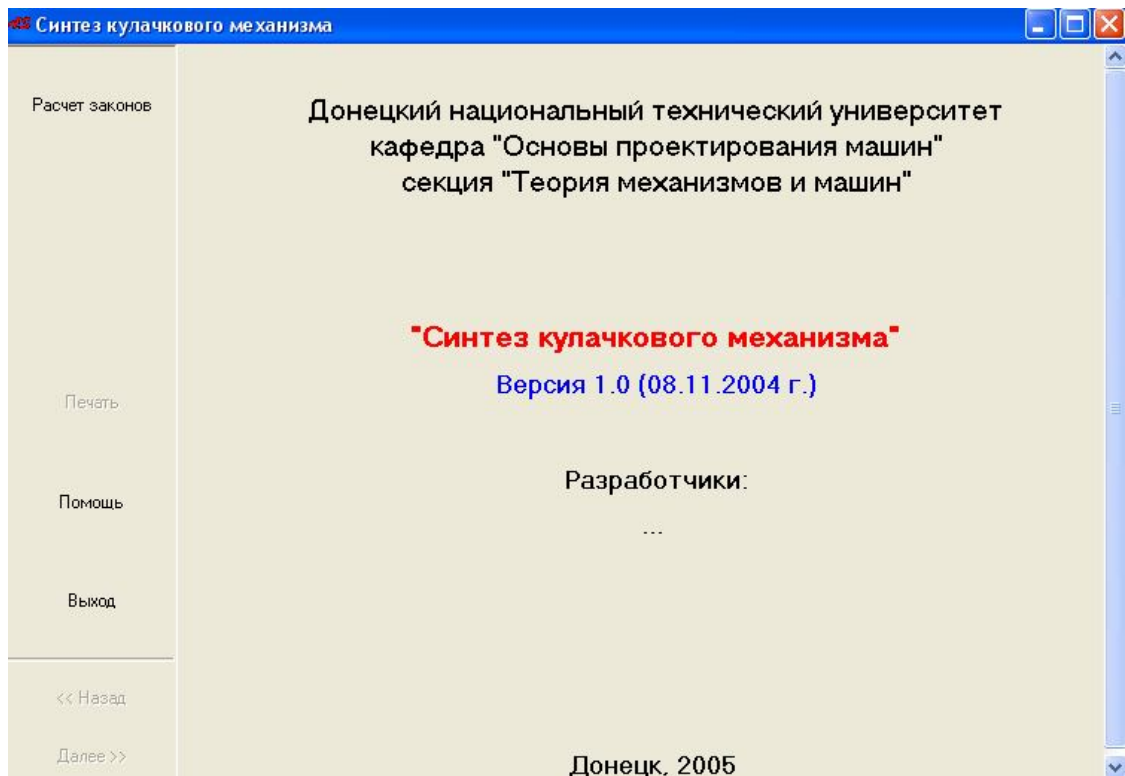 Синтез кулачкового механизма
Расчет законов
Печать
Помощь
Выход
<< Назад
Далее >>
Донецкий национальный технический университет
кафедра "Основы проектирования машин"
секция "Теория механизмов и машин"
"Синтез кулачкового механизма"
Версия 1.0 (08.11.2004 г.)
Разработчики:
...
Донецк, 2005